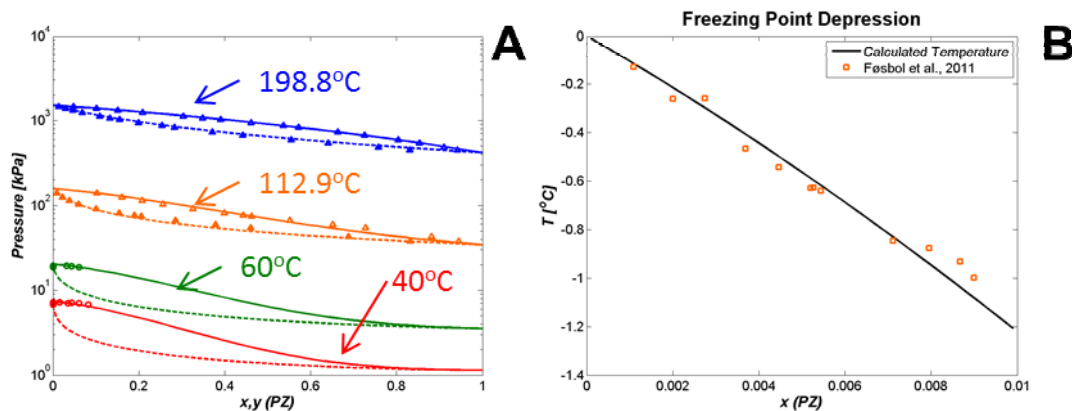 A
10⁴
10³
10²
10¹
10⁰
Pressure [kPa]
198.8°C
112.9°C
60°C
40°C
0
0.2
0.4
0.6
0.8
1
x,y (PZ)
Freezing Point Depression
B
Calculated Temperature
Føsbol et al., 2011
0
-0.2
-0.4
-0.6
-0.8
-1
-1.2
-1.4
T [°C]
0
0.002
0.004
0.006
0.008
0.01
x (PZ)